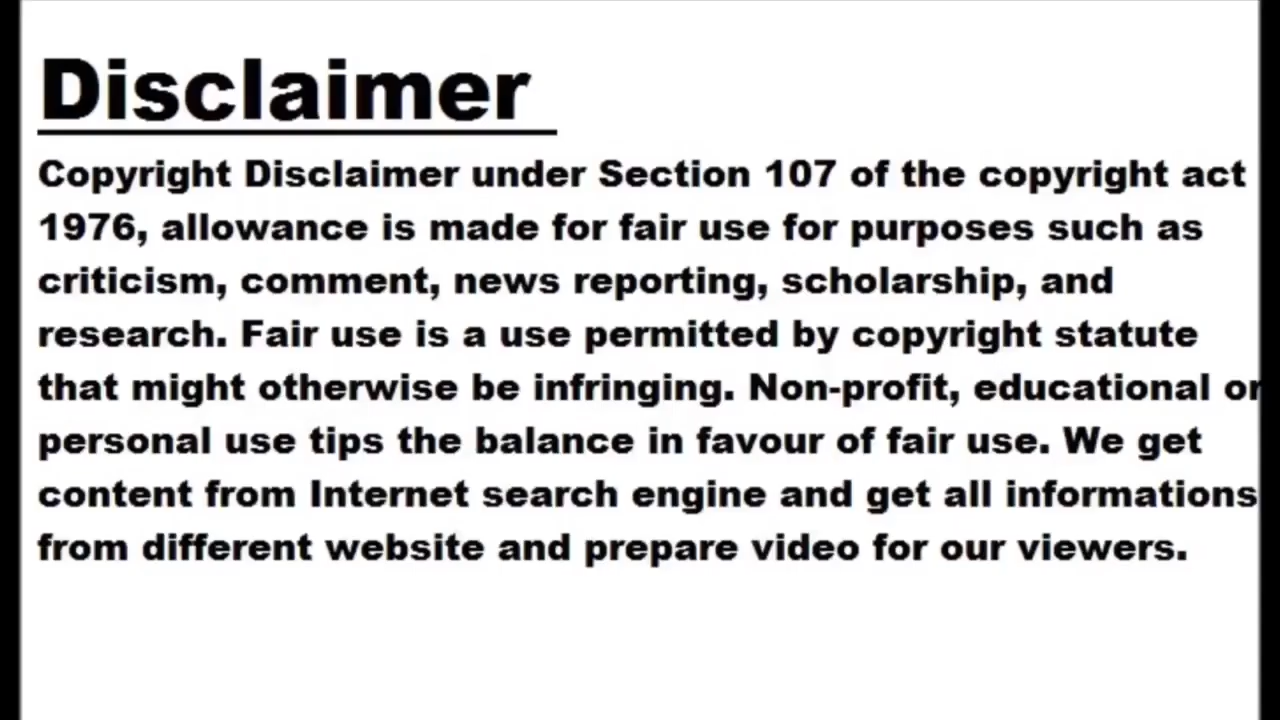 Disclaimer
Copyright Disclaimer under Section 107 of the copyright act
1976, allowance is made for fair use for purposes such as
criticism, comment, news reporting, scholarship, and
research. Fair use is a use permitted by copyright statute
that might otherwise be infringing. Non-profit, educational or
personal use tips the balance in favour of fair use. We get
content from Internet search engine and get all informations
from different website and prepare video for our viewers.